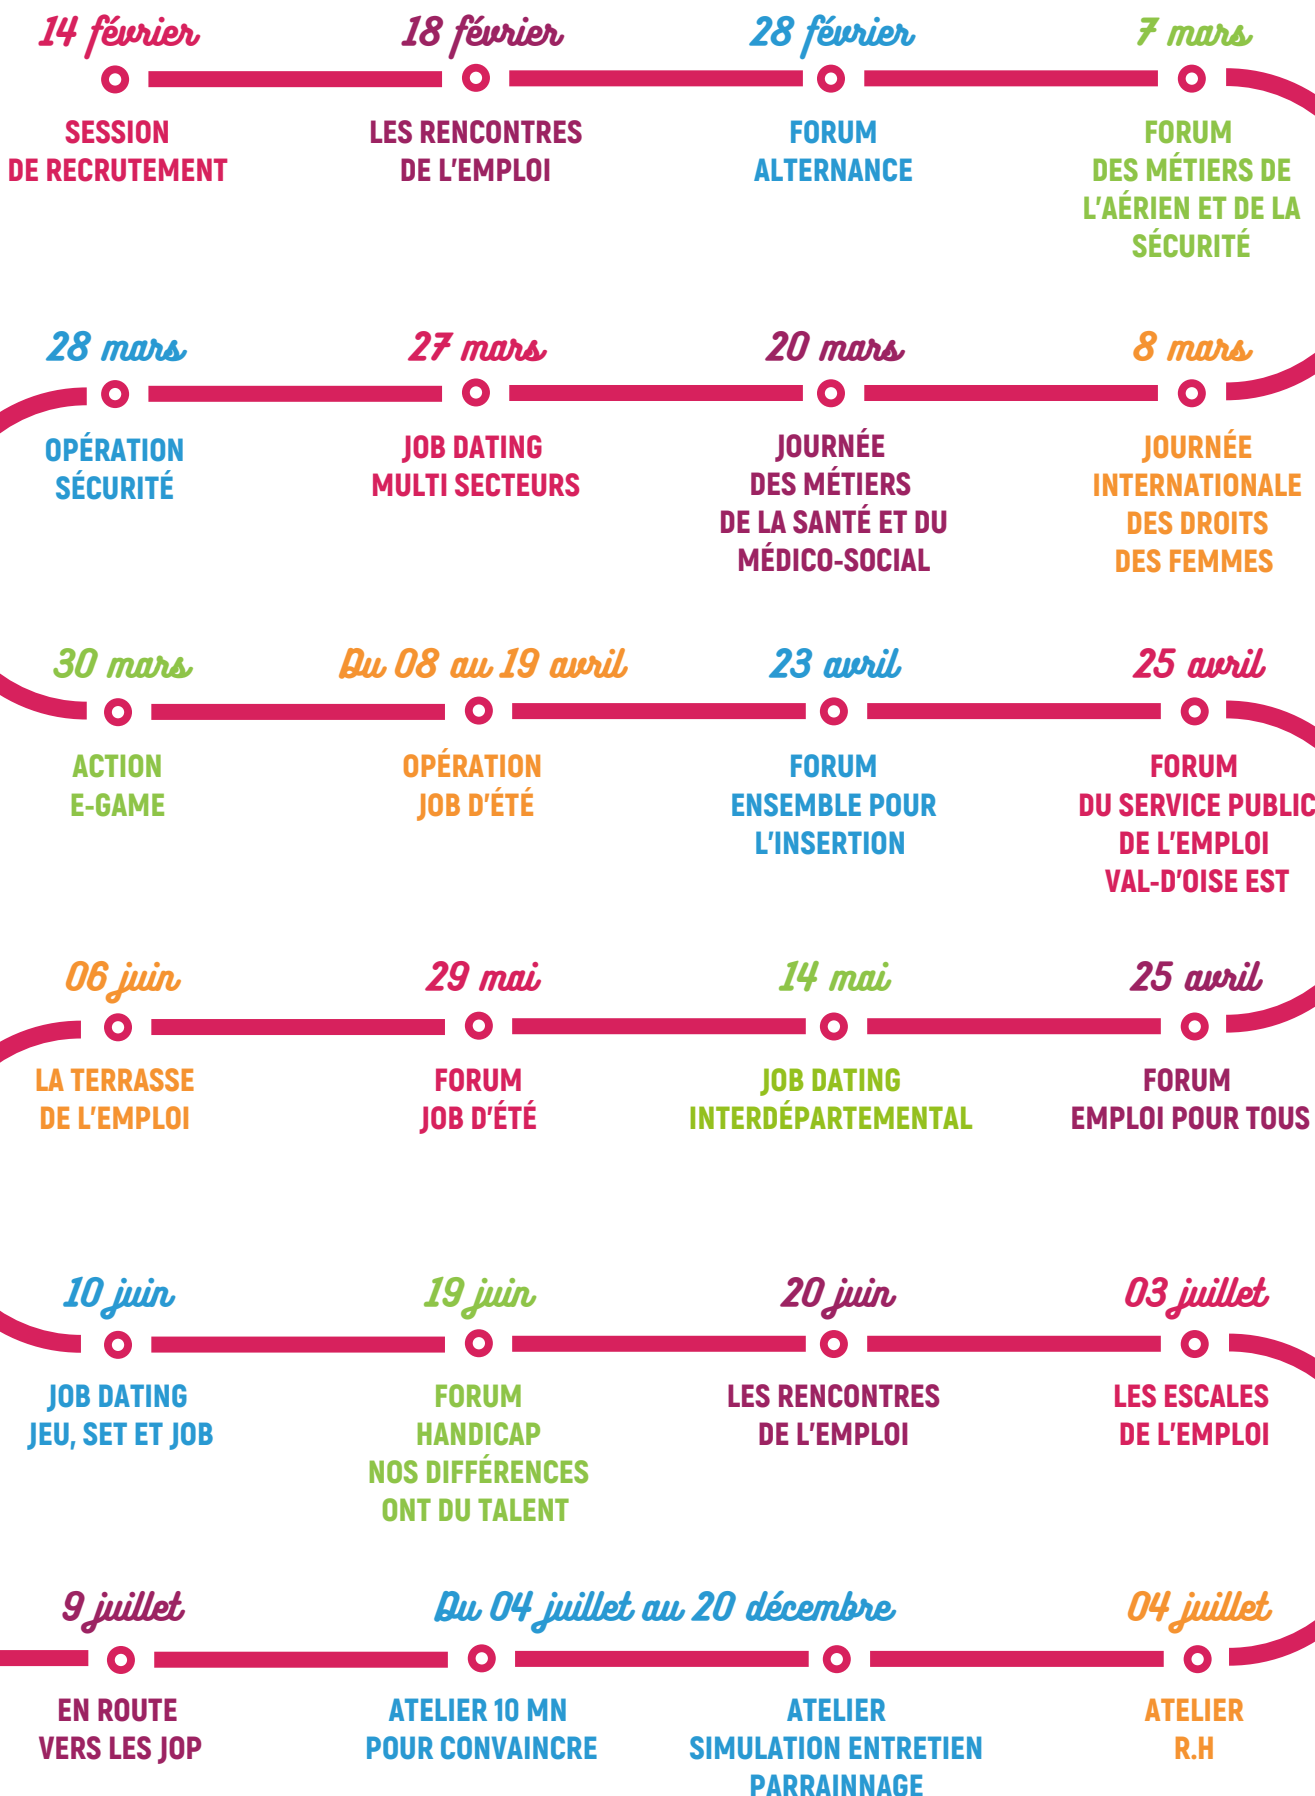 14 février
SESSION
DE RECRUTEMENT
18 février
LES RENCONTRES
DE L'EMPLOI
28 février
FORUM
ALTERNANCE
7 mars
FORUM
DES MÉTIERS DE
L'AÉRIEN ET DE LA
SÉCURITÉ
8 mars
JOURNÉE
INTERNATIONALE
DES DROITS
DES FEMMES
20 mars
JOURNÉE
DES MÉTIERS
DE LA SANTÉ ET DU
MÉDICO-SOCIAL
27 mars
JOB DATING
MULTI SECTEURS
28 mars
OPÉRATION
SÉCURITÉ
30 mars
ACTION
E-GAME
Du 08 au 19 avril
OPÉRATION
JOB D'ÉTÉ
23 avril
FORUM
ENSEMBLE POUR
L'INSERTION
25 avril
FORUM
DU SERVICE PUBLIC
DE L'EMPLOI
VAL-D'OISE EST
25 avril
FORUM
EMPLOI POUR TOUS
14 mai
JOB DATING
INTERDÉPARTEMENTAL
29 mai
FORUM
JOB D'ÉTÉ
06 juin
LA TERRASSE
DE L'EMPLOI
10 juin
JOB DATING
JEU, SET ET JOB
19 juin
FORUM
HANDICAP
NOS DIFFÉRENCES
ONT DU TALENT
20 juin
LES RENCONTRES
DE L'EMPLOI
03 juillet
LES ESCALES
DE L'EMPLOI
04 juillet
ATELIER
R.H
Du 04 juillet au 20 décembre
ATELIER
SIMULATION ENTRETIEN
PARRAINNAGE
ATELIER 10 MN
POUR CONVAINCRE
9 juillet
EN ROUTE
VERS LES JOP